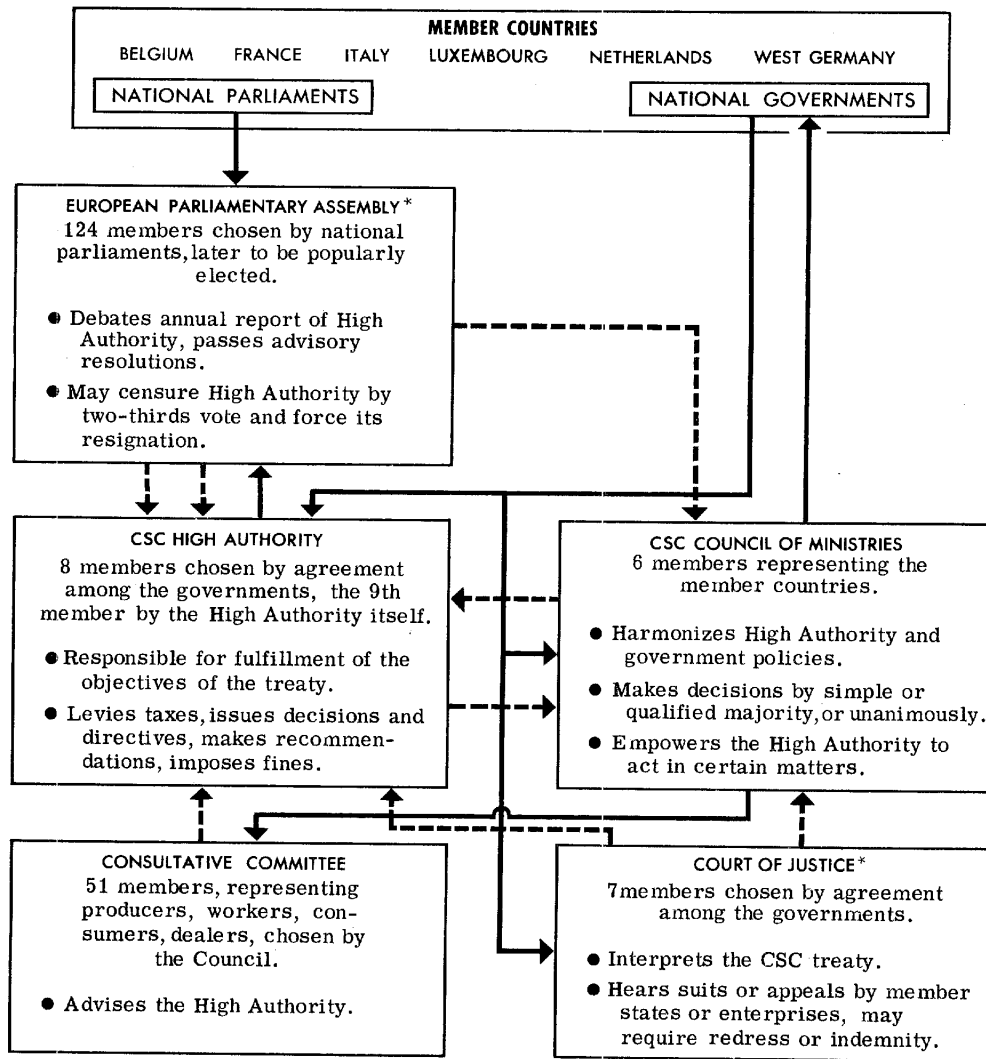 MEMBER COUNTRIES
BELGIUM FRANCE ITALY LUXEMBOURG NETHERLANDS WEST GERMANY
NATIONAL PARLIAMENTS
NATIONAL GOVERNMENTS
EUROPEAN PARLIAMENTARY ASSEMBLY*
124 members chosen by national
parliaments, later to be popularly
elected.
● Debates annual report of High
Authority, passes advisory
resolutions.
● May censure High Authority by
two-thirds vote and force its
resignation.
CSC HIGH AUTHORITY
8 members chosen by agreement
among the governments, the 9th
member by the High Authority itself.
● Responsible for fulfillment of the
objectives of the treaty.
● Levies taxes, issues decisions and
directives, makes recommen-
dations, imposes fines.
CSC COUNCIL OF MINISTRIES
6 members representing the
member countries.
● Harmonizes High Authority and
government policies.
● Makes decisions by simple or
qualified majority, or unanimously.
● Empowers the High Authority to
act in certain matters.
CONSULTATIVE COMMITTEE
51 members, representing
producers, workers, con-
sumers, dealers, chosen by
the Council.
● Advises the High Authority.
COURT OF JUSTICE*
7members chosen by agreement
among the governments.
● Interprets the CSC treaty.
● Hears suits or appeals by member
states or enterprises, may
require redress or indemnity.